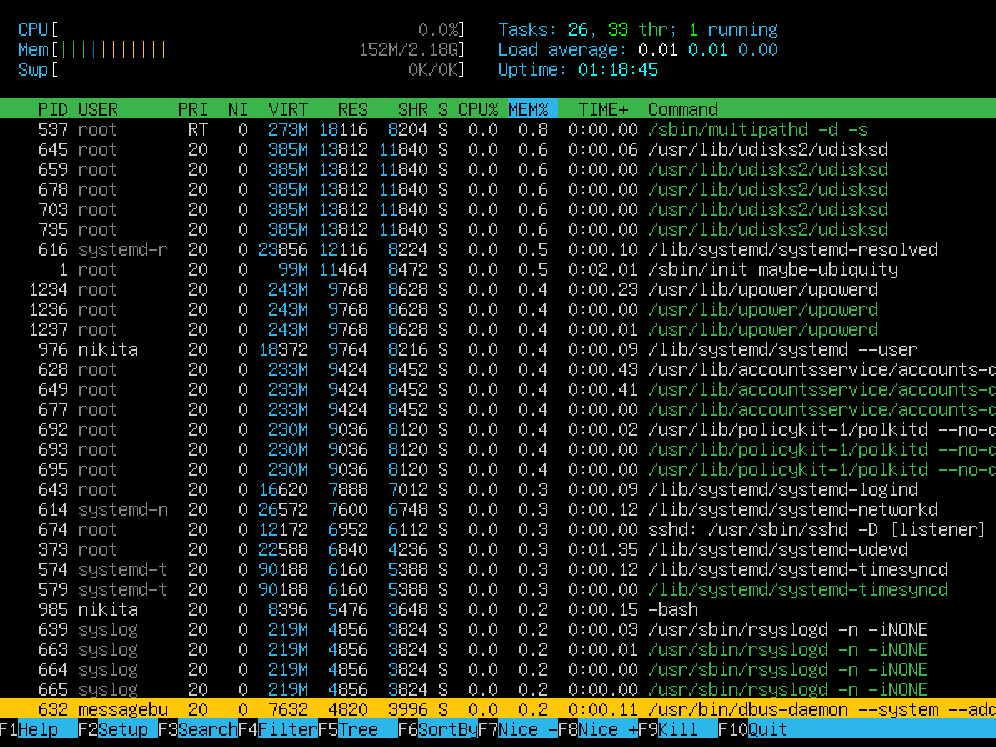 CPU[ 0.0%] Tasks: 26, 33 thr; 1 running
Mem[||||||||||| 152M/2.18G] Load average: 0.01 0.01 0.00
Swp[ 0K/0K] Uptime: 01:18:45
PID USER PRI NI VIRT RES SHR S CPU% MEM% TIME+ Command
537 root RT 0 273M 18116 8204 S 0.0 0.8 0:00.00 /sbin/multipathd -d -s
645 root 20 0 385M 13812 11840 S 0.0 0.6 0:00.06 /usr/lib/udisks2/udisksd
659 root 20 0 385M 13812 11840 S 0.0 0.6 0:00.00 /usr/lib/udisks2/udisksd
678 root 20 0 385M 13812 11840 S 0.0 0.6 0:00.00 /usr/lib/udisks2/udisksd
703 root 20 0 385M 13812 11840 S 0.0 0.6 0:00.00 /usr/lib/udisks2/udisksd
735 root 20 0 385M 13812 11840 S 0.0 0.6 0:00.00 /usr/lib/udisks2/udisksd
616 systemd-r 20 0 23856 12116 8224 S 0.0 0.5 0:00.10 /lib/systemd/systemd-resolved
1 root 20 0 99M 11464 8472 S 0.0 0.5 0:02.01 /sbin/init maybe-ubiquity
1234 root 20 0 243M 9768 8628 S 0.0 0.4 0:00.23 /usr/lib/upower/upowerd
1236 root 20 0 243M 9768 8628 S 0.0 0.4 0:00.00 /usr/lib/upower/upowerd
1237 root 20 0 243M 9768 8628 S 0.0 0.4 0:00.01 /usr/lib/upower/upowerd
976 nikita 20 0 18372 9764 8216 S 0.0 0.4 0:00.09 /lib/systemd/systemd --user
628 root 20 0 233M 9424 8452 S 0.0 0.4 0:00.43 /usr/lib/accountsservice/accounts-d
649 root 20 0 233M 9424 8452 S 0.0 0.4 0:00.41 /usr/lib/accountsservice/accounts-d
677 root 20 0 233M 9424 8452 S 0.0 0.4 0:00.00 /usr/lib/accountsservice/accounts-d
692 root 20 0 230M 9036 8120 S 0.0 0.4 0:00.02 /usr/lib/policykit-1/polkitd --no-d
693 root 20 0 230M 9036 8120 S 0.0 0.4 0:00.00 /usr/lib/policykit-1/polkitd --no-d
695 root 20 0 230M 9036 8120 S 0.0 0.4 0:00.00 /usr/lib/policykit-1/polkitd --no-d
643 root 20 0 16620 7888 7012 S 0.0 0.3 0:00.09 /lib/systemd/systemd-logind
614 systemd-n 20 0 26572 7600 6748 S 0.0 0.3 0:00.12 /lib/systemd/systemd-networkd
674 root 20 0 12172 6952 6112 S 0.0 0.3 0:00.00 sshd: /usr/sbin/sshd -D [listener]
373 root 20 0 22588 6840 4236 S 0.0 0.3 0:01.35 /lib/systemd/systemd-udevd
574 systemd-t 20 0 90188 6160 5388 S 0.0 0.3 0:00.12 /lib/systemd/systemd-timesyncd
579 systemd-t 20 0 90188 6160 5388 S 0.0 0.3 0:00.00 /lib/systemd/systemd-timesyncd
985 nikita 20 0 8396 5476 3648 S 0.0 0.2 0:00.15 -bash
639 syslog 20 0 219M 4856 3824 S 0.0 0.2 0:00.03 /usr/sbin/rsyslogd -n -iNONE
663 syslog 20 0 219M 4856 3824 S 0.0 0.2 0:00.01 /usr/sbin/rsyslogd -n -iNONE
664 syslog 20 0 219M 4856 3824 S 0.0 0.2 0:00.00 /usr/sbin/rsyslogd -n -iNONE
665 syslog 20 0 219M 4856 3824 S 0.0 0.2 0:00.00 /usr/sbin/rsyslogd -n -iNONE
632 messagebu 20 0 7632 4820 3996 S 0.0 0.2 0:00.11 /usr/bin/dbus-daemon --system --add
F1Help F2Setup F3SearchF4FilterF5Tree F6SortByF7Nice -F8Nice +F9Kill F10Quit